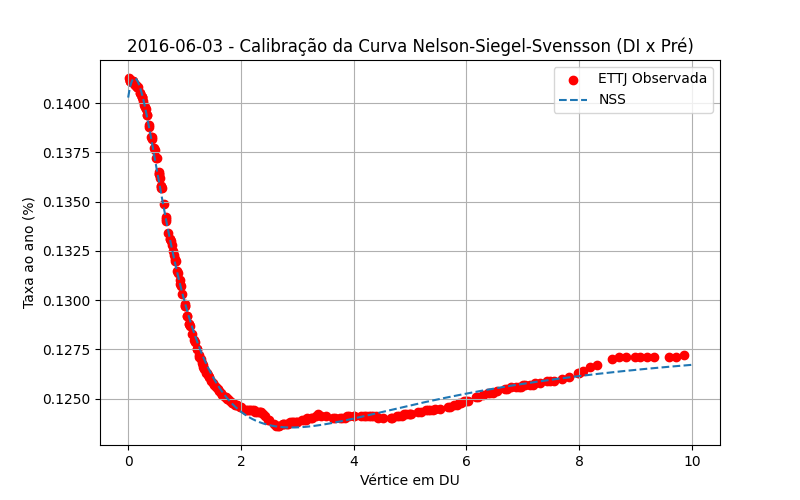 2016-06-03 - Calibração da Curva Nelson-Siegel-Svensson (DI x Pré)
ETTJ Observada
NSS
Taxa ao ano (%)
0.1400
0.1375
0.1350
0.1325
0.1300
0.1275
0.1250
0 2 4 6 8 10
Vértice em DU